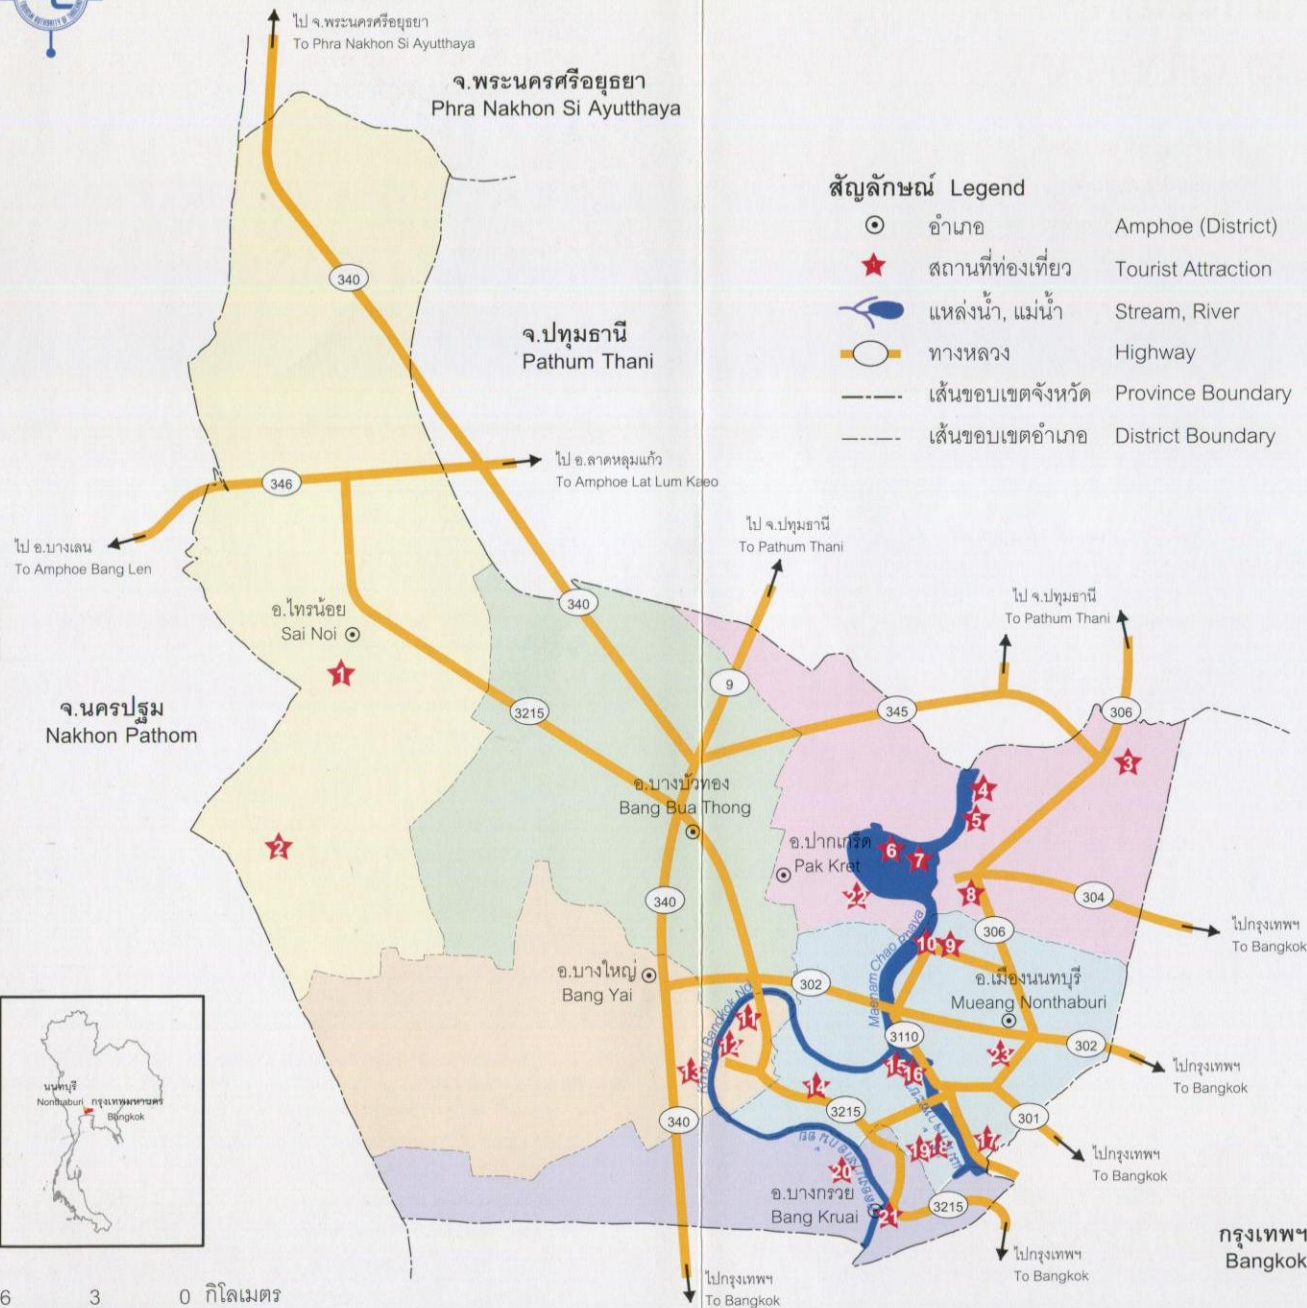 ไป จ.พระนครศรีอยุธยา
To Phra Nakhon Si Ayutthaya
จ.พระนครศรีอยุธยา
Phra Nakhon Si Ayutthaya
สัญลักษณ์ Legend
อำเภอ Amphoe (District)
สถานที่ท่องเที่ยว Tourist Attraction
แหล่งน้ำ, แม่น้ำ Stream, River
ทางหลวง Highway
เส้นขอบเขตจังหวัด Province Boundary
เส้นขอบเขตอำเภอ District Boundary
340
จ.ปทุมธานี
Pathum Thani
346
ไป อ.ลาดหลุมแก้ว
To Amphoe Lat Lum Kaeo
ไป อ.บางเลน
To Amphoe Bang Len
ไป จ.ปทุมธานี
To Pathum Thani
ไป จ.ปทุมธานี
To Pathum Thani
340
อ.ไทรน้อย
Sai Noi
1
9
จ.นครปฐม
Nakhon Pathom
3215
345
306
3
อ.บางบัวทอง
Bang Bua Thong
4
5
2
อ.ปากเกร็ด
Pak Kret
6
7
22
8
304
340
306
ไปกรุงเทพฯ
To Bangkok
10
9
Maenam Chao Phaya
อ.บางใหญ่
Bang Yai
302
อ.เมืองนนทบุรี
Mueang Nonthaburi
11
12
13
3110
23
302
15
16
14
ไปกรุงเทพฯ
To Bangkok
3215
340
301
17
19
18
ไปกรุงเทพฯ
To Bangkok
20
อ.บางกรวย
Bang Kruai
21
3215
นนทบุรี
Nonthaburi
กรุงเทพมหานคร
Bangkok
กรุงเทพฯ
Bangkok
ไปกรุงเทพฯ
To Bangkok
ไปกรุงเทพฯ
To Bangkok
6 3 0 กิโลเมตร